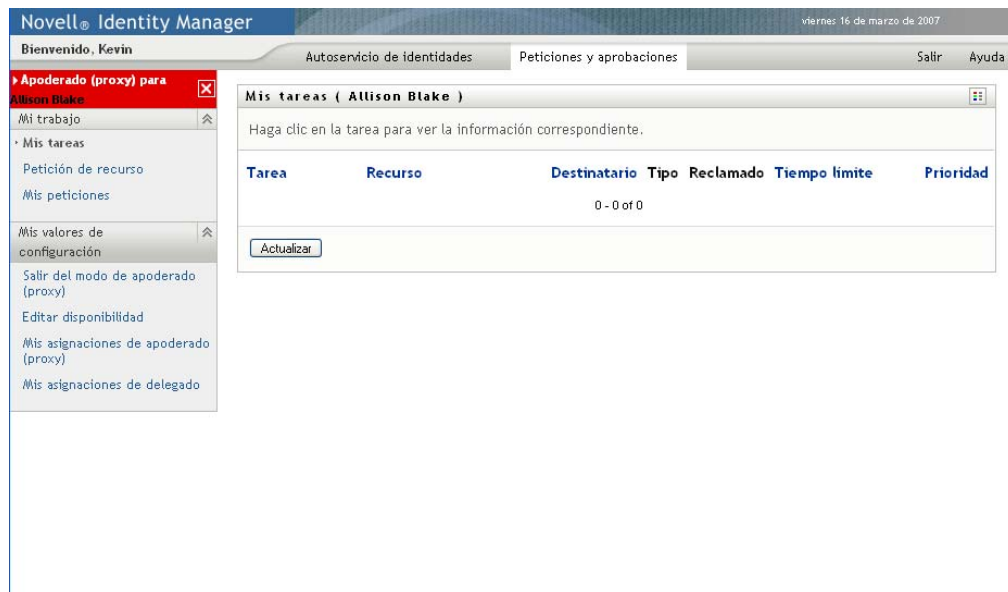 Novell® Identity Manager
viernes 16 de marzo de 2007
Bienvenido, Kevin
Autoservicio de identidades
Peticiones y aprobaciones
Salir
Ayuda
Apoderado (proxy) para
Allison Blake
Mi trabajo
Mis tareas
Petición de recurso
Mis peticiones
Mis valores de
configuración
Salir del modo de apoderado
(proxy)
Editar disponibilidad
Mis asignaciones de apoderado
(proxy)
Mis asignaciones de delegado
Mis tareas ( Allison Blake )
Haga clic en la tarea para ver la información correspondiente.
Tarea Recurso Destinatario Tipo Reclamado Tiempo límite Prioridad
0 - 0 of 0
Actualizar